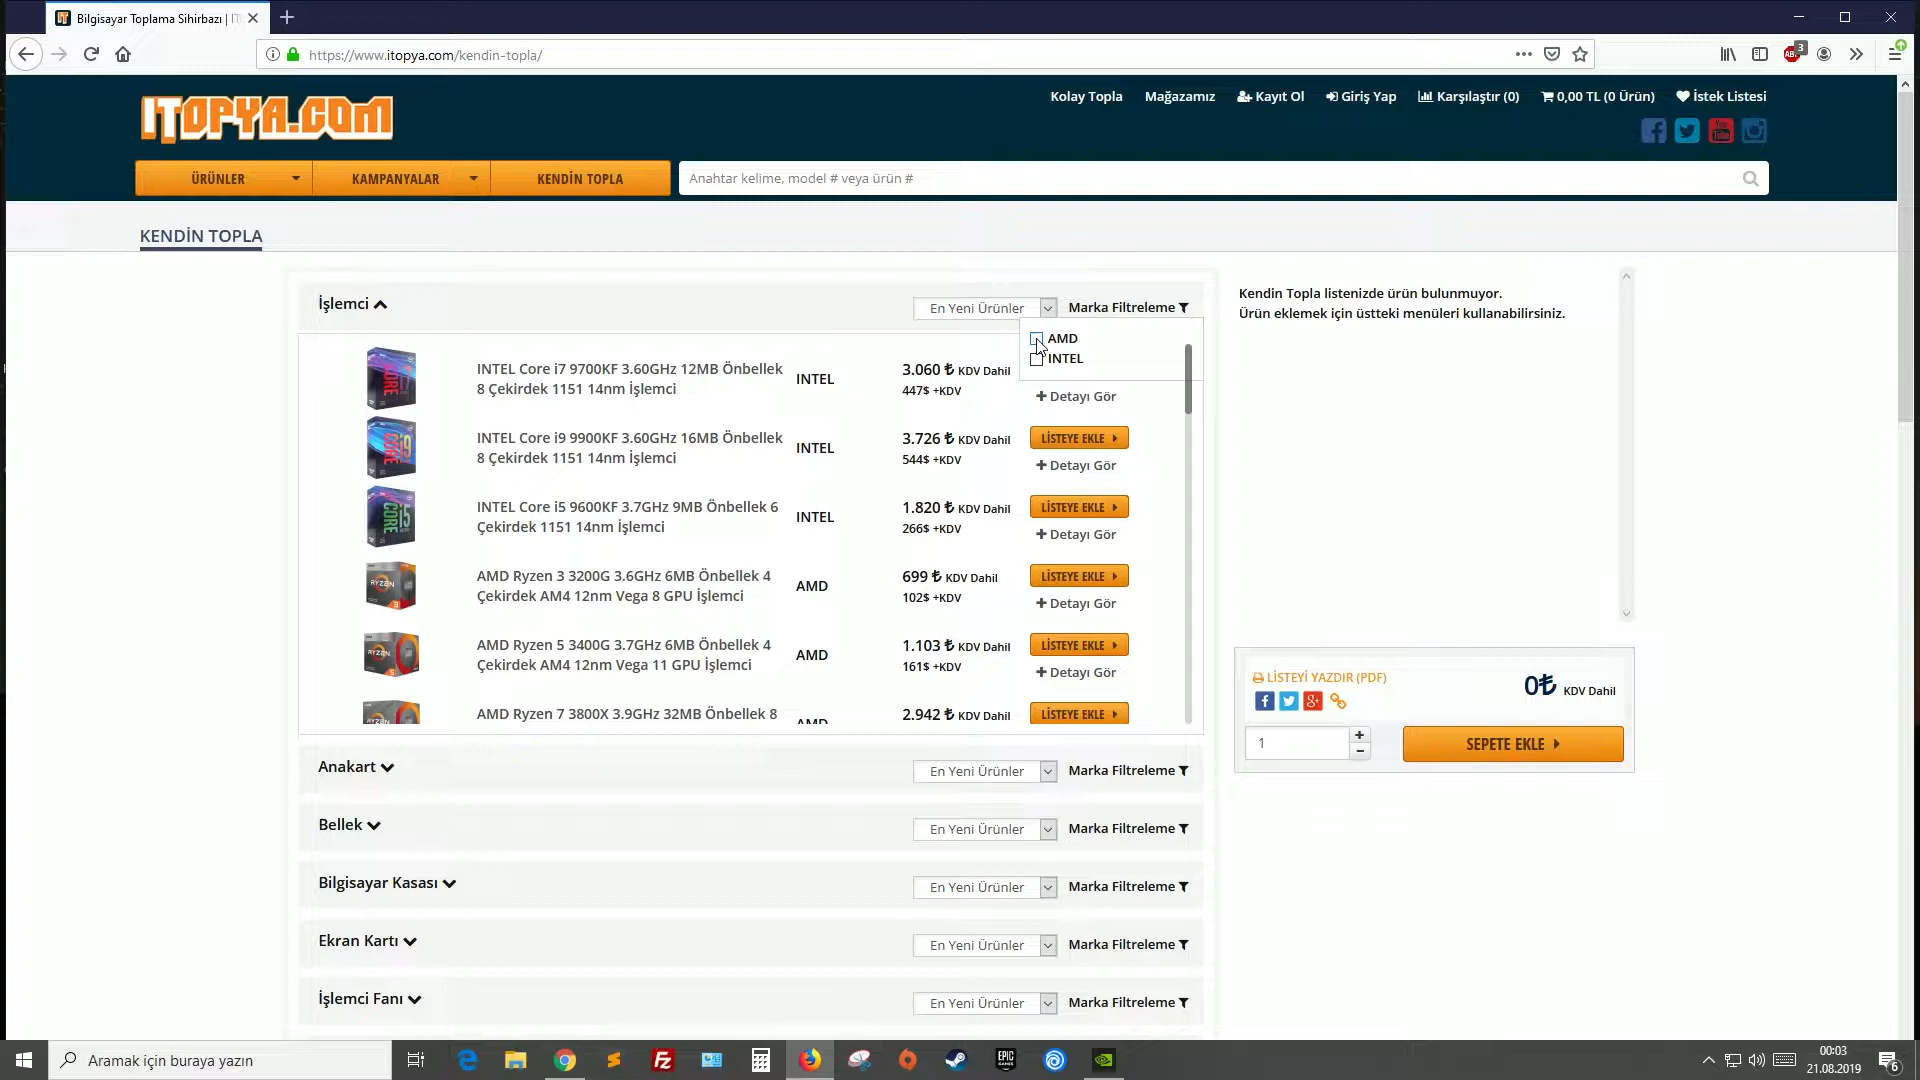 Bilgisayar Toplama Sihirbazı | IT
https://www.itopya.com/kendin-topla/
3
ITOPYA.COM
Kolay Topla
Mağazamız
Kayıt Ol
Giriş Yap
Karşılaştır (0)
0,00 TL (0 Ürün)
İstek Listesi
ÜRÜNLER
KAMPANYALAR
KENDİN TOPLA
Anahtar kelime, model # veya ürün #
KENDİN TOPLA
İşlemci
En Yeni Ürünler
Marka Filtreleme
AMD
INTEL
INTEL Core i7 9700KF 3.60GHz 12MB Önbellek
8 Çekirdek 1151 14nm İşlemci
INTEL
3.060 ₺ KDV Dahil
447$ +KDV
Detayı Gör
INTEL Core i9 9900KF 3.60GHz 16MB Önbellek
8 Çekirdek 1151 14nm İşlemci
INTEL
3.726 ₺ KDV Dahil
544$ +KDV
LİSTEYE EKLE
Detayı Gör
INTEL Core i5 9600KF 3.7GHz 9MB Önbellek 6
Çekirdek 1151 14nm İşlemci
INTEL
1.820 ₺ KDV Dahil
266$ +KDV
LİSTEYE EKLE
Detayı Gör
AMD Ryzen 3 3200G 3.6GHz 6MB Önbellek 4
Çekirdek AM4 12nm Vega 8 GPU İşlemci
AMD
699 ₺ KDV Dahil
102$ +KDV
LİSTEYE EKLE
Detayı Gör
AMD Ryzen 5 3400G 3.7GHz 6MB Önbellek 4
Çekirdek AM4 12nm Vega 11 GPU İşlemci
AMD
1.103 ₺ KDV Dahil
161$ +KDV
LİSTEYE EKLE
Detayı Gör
AMD Ryzen 7 3800X 3.9GHz 32MB Önbellek 8
AMD
2.942 ₺ KDV Dahil
LİSTEYE EKLE
Anakart
En Yeni Ürünler
Marka Filtreleme
Bellek
En Yeni Ürünler
Marka Filtreleme
Bilgisayar Kasası
En Yeni Ürünler
Marka Filtreleme
Ekran Kartı
En Yeni Ürünler
Marka Filtreleme
İşlemci Fanı
En Yeni Ürünler
Marka Filtreleme
Kendin Topla listenizde ürün bulunmuyor.
Ürün eklemek için üstteki menüleri kullanabilirsiniz.
LİSTEYİ YAZDIR (PDF)
0₺ KDV Dahil
1
SEPETE EKLE
Aramak için buraya yazın
00:03
21.08.2019
6